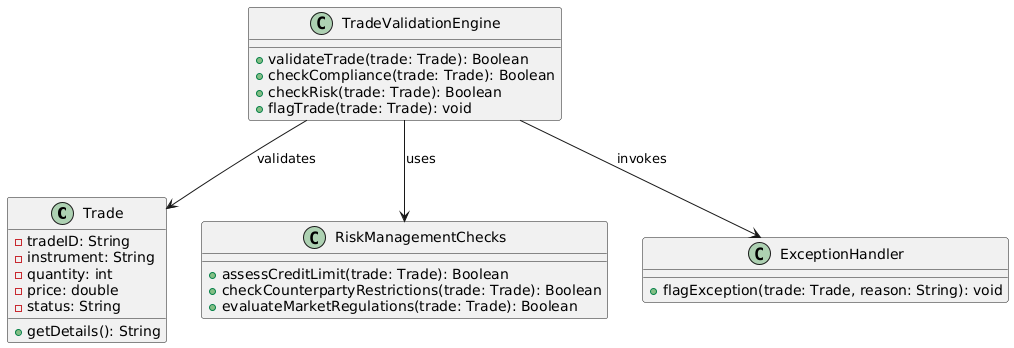 C TradeValidationEngine
validateTrade(trade: Trade): Boolean
checkCompliance(trade: Trade): Boolean
checkRisk(trade: Trade): Boolean
flagTrade(trade: Trade): void
validates
uses
invokes
C Trade
tradeID: String
instrument: String
quantity: int
price: double
status: String
getDetails(): String
C RiskManagementChecks
assessCreditLimit(trade: Trade): Boolean
checkCounterpartyRestrictions(trade: Trade): Boolean
evaluateMarketRegulations(trade: Trade): Boolean
C ExceptionHandler
flagException(trade: Trade, reason: String): void